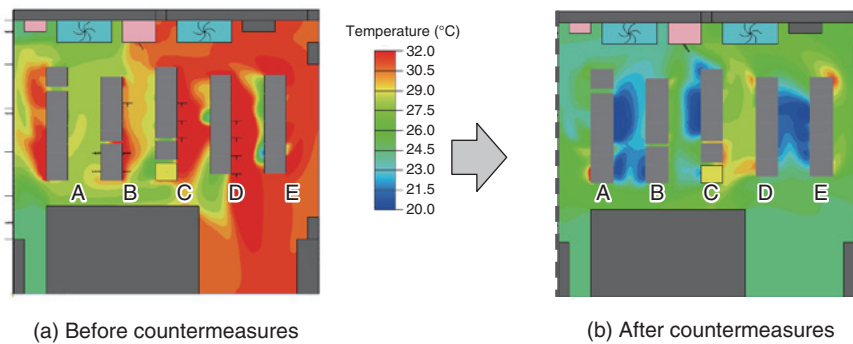 Temperature (°C)
32.0
30.5
29.0
27.5
26.0
24.5
23.0
21.5
20.0
A B C D E
A B C D E
(a) Before countermeasures
(b) After countermeasures